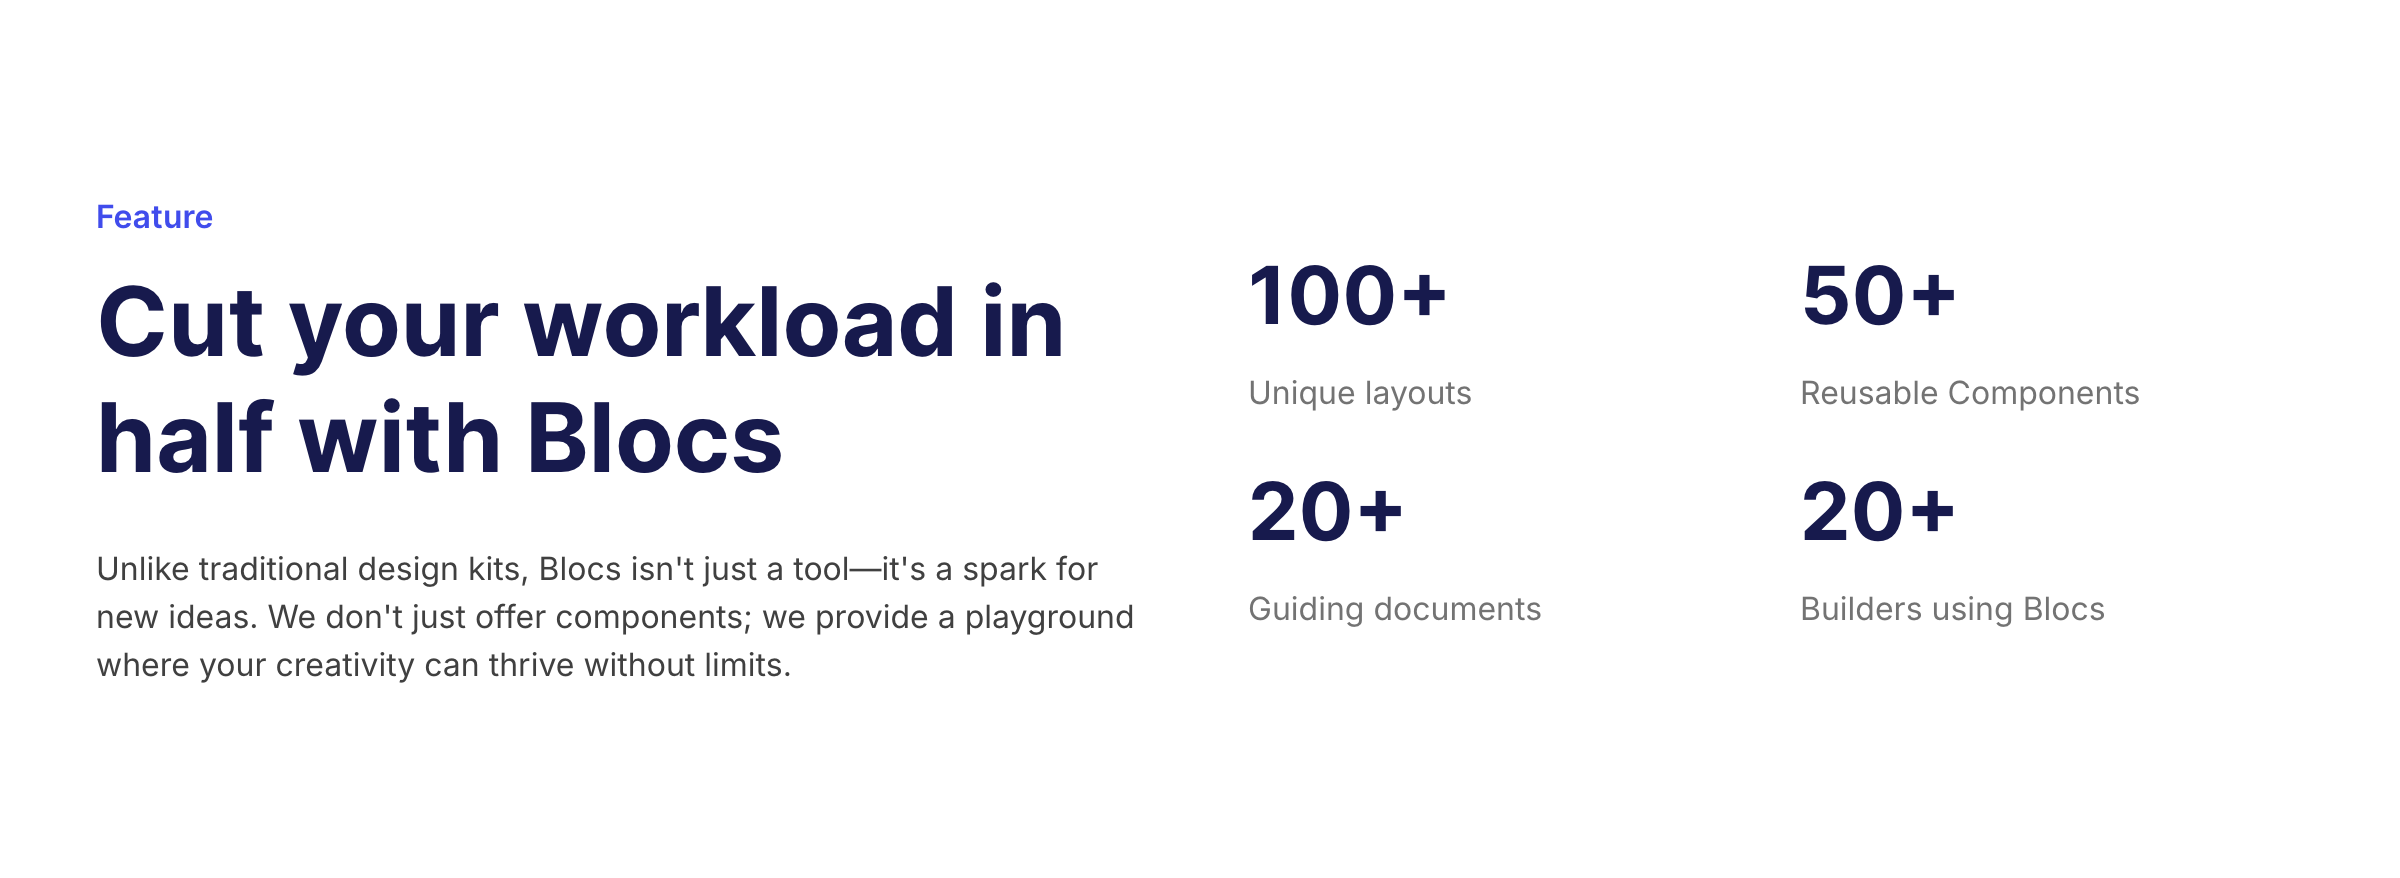 Feature
Cut your workload in
half with Blocs
Unlike traditional design kits, Blocs isn't just a tool—it's a spark for
new ideas. We don't just offer components; we provide a playground
where your creativity can thrive without limits.
100+
Unique layouts
50+
Reusable Components
20+
Guiding documents
20+
Builders using Blocs